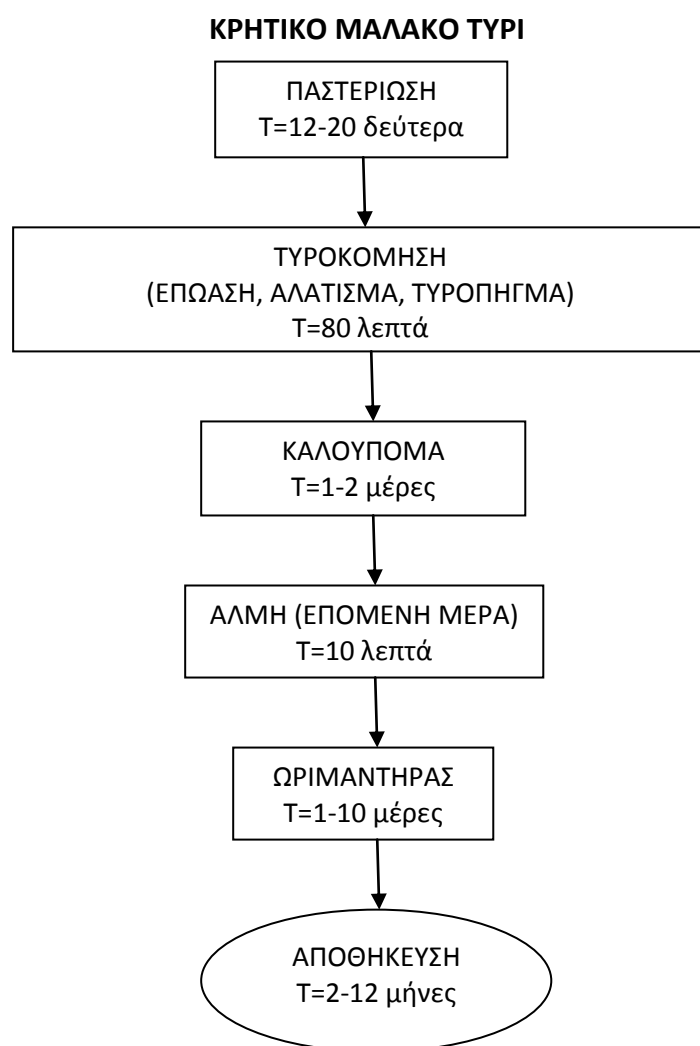 ΚΡΗΤΙΚΟ ΜΑΛΑΚΟ ΤΥΡΙ
ΠΑΣΤΕΡΙΩΣΗ
Τ=12-20 δεύτερα
ΤΥΡΟΚΟΜΗΣΗ
(ΕΠΩΑΣΗ, ΑΛΑΤΙΣΜΑ, ΤΥΡΟΠΗΓΜΑ)
Τ=80 λεπτά
ΚΑΛΟΥΠΟΜΑ
Τ=1-2 μέρες
ΑΛΜΗ (ΕΠΟΜΕΝΗ ΜΕΡΑ)
Τ=10 λεπτά
ΩΡΙΜΑΝΤΗΡΑΣ
Τ=1-10 μέρες
ΑΠΟΘΗΚΕΥΣΗ
Τ=2-12 μήνες